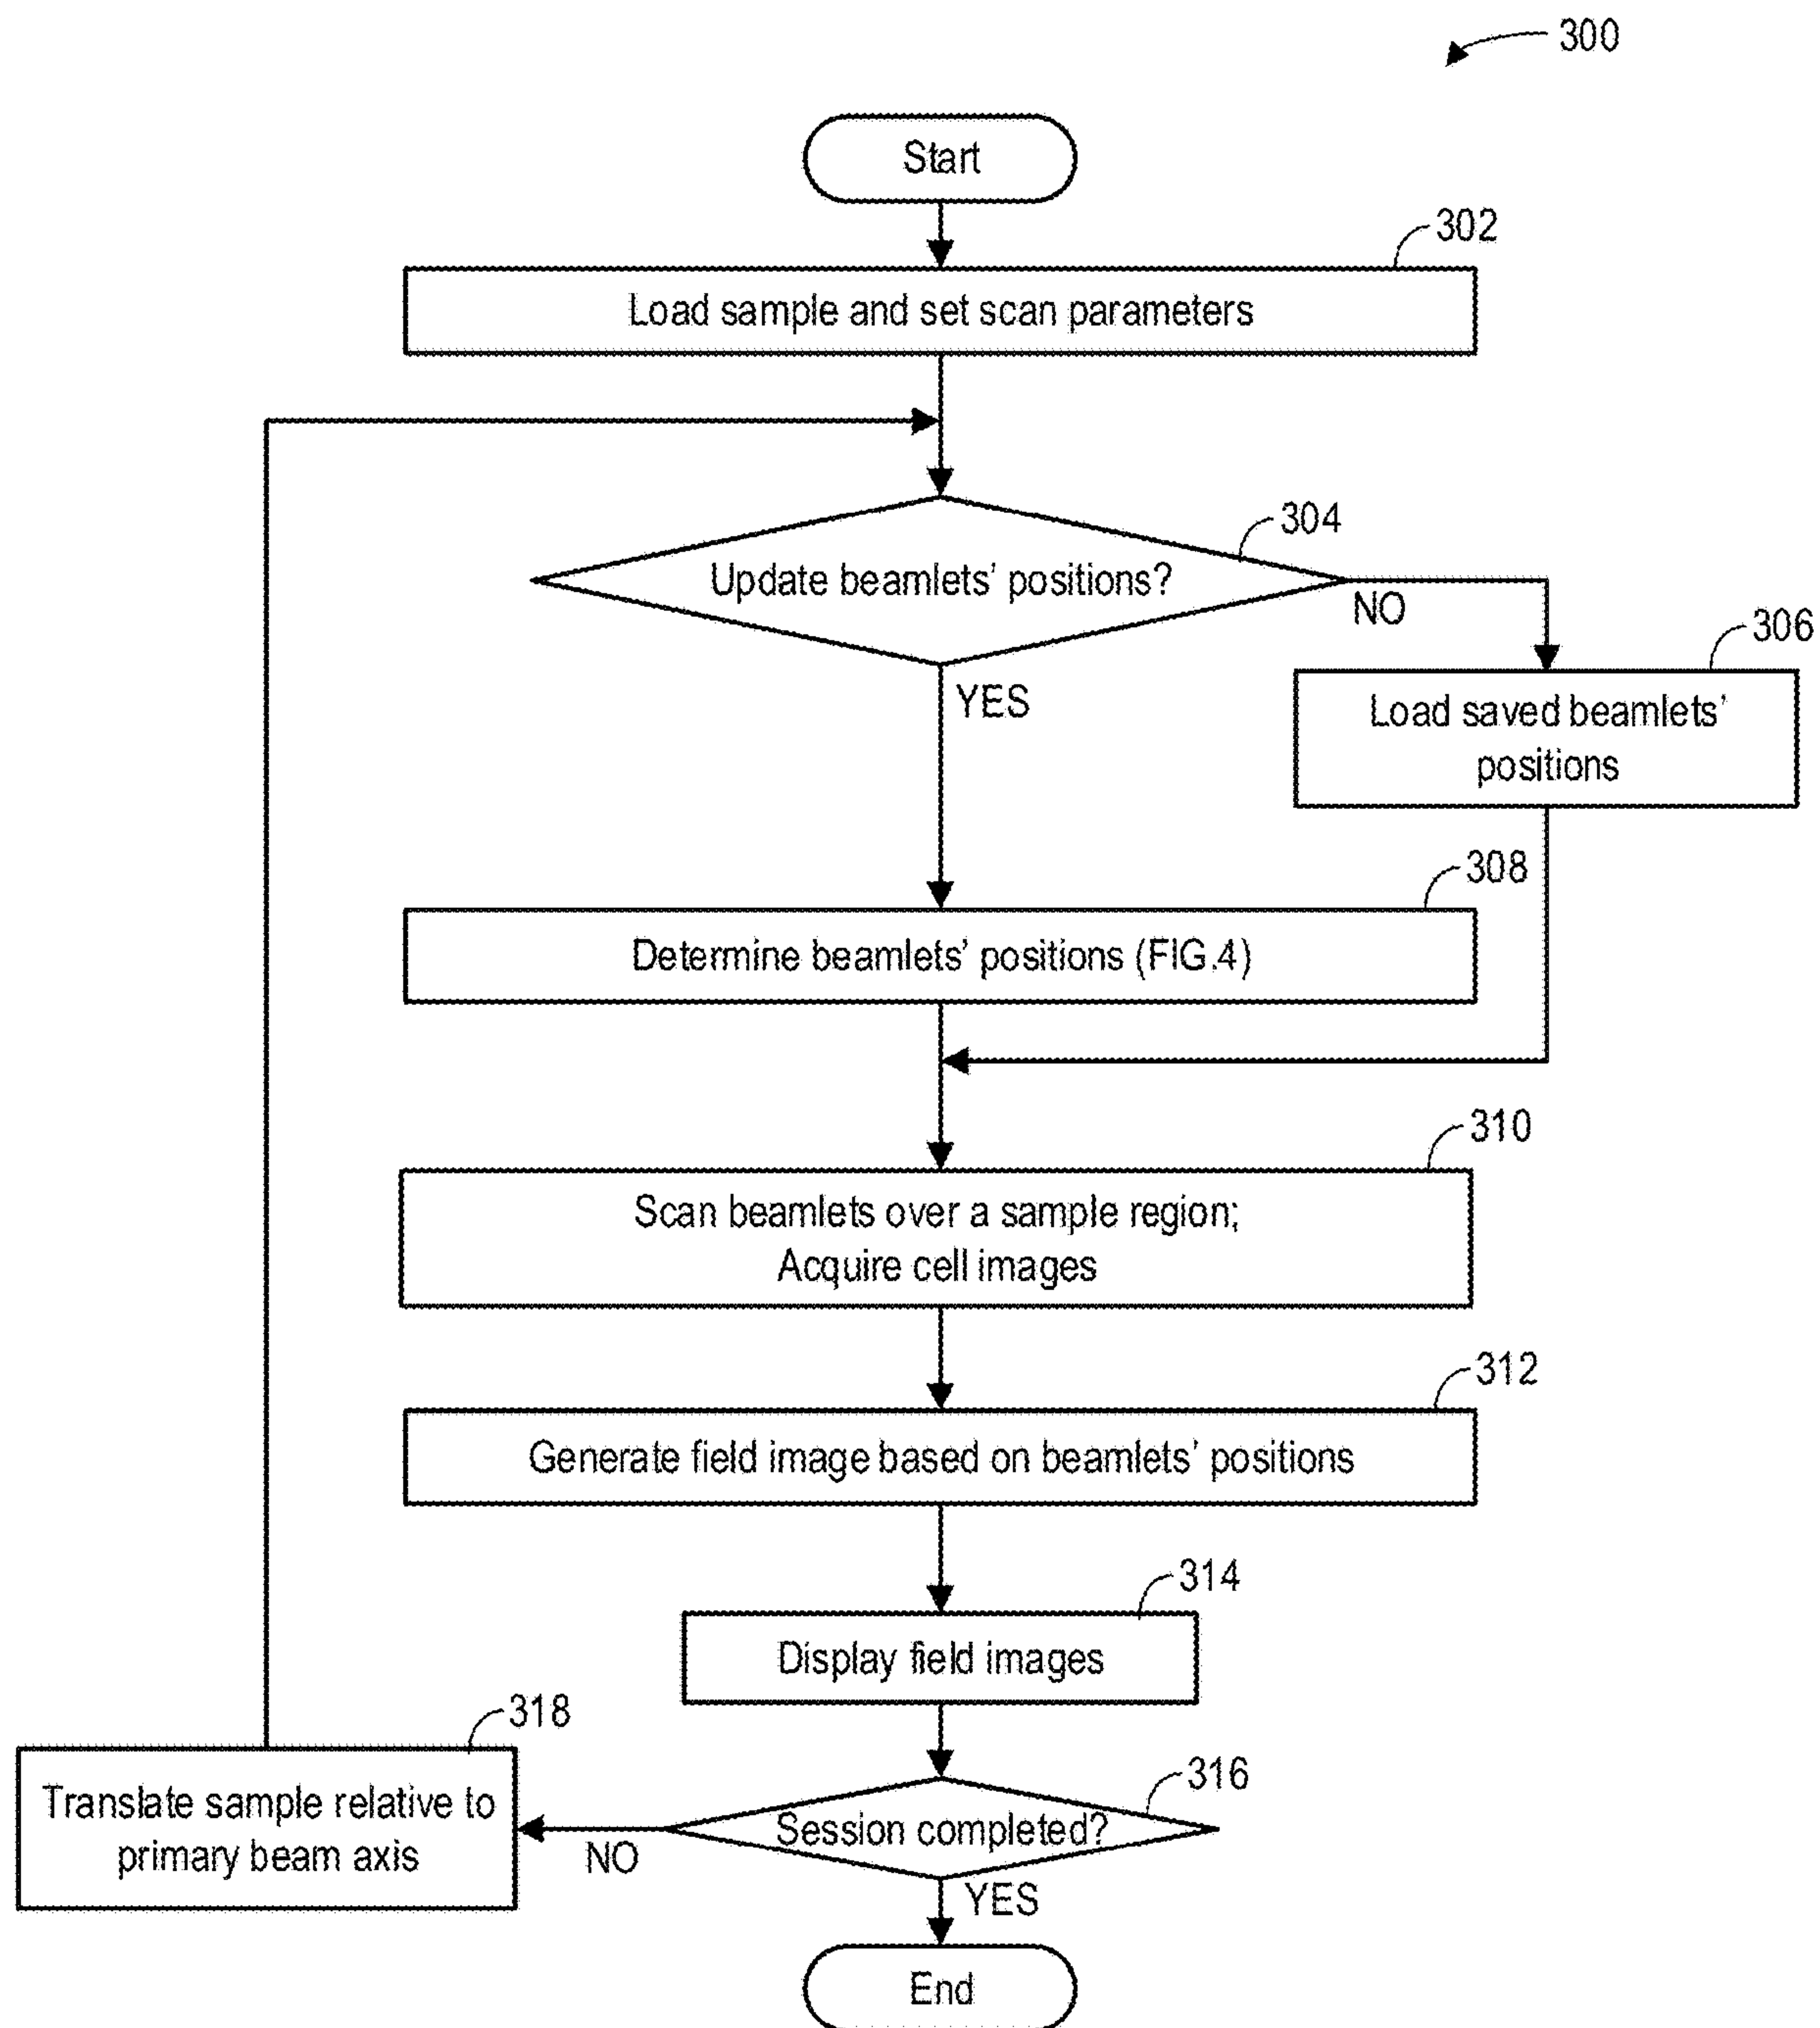 300
Start
302
Load sample and set scan parameters
304
Update beamlets’ positions?
NO
306
YES
Load saved beamlets’
positions
308
Determine beamlets’ positions (FIG.4)
310
Scan beamlets over a sample region;
Acquire cell images
312
Generate field image based on beamlets’ positions
314
Display field images
318
316
Translate sample relative to
primary beam axis
Session completed?
NO
YES
End